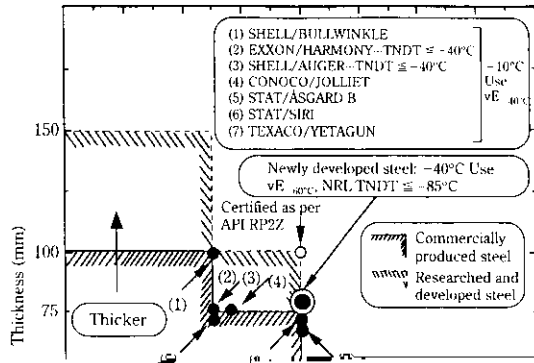 (1) SHELL/BULLWINKLE
(2) EXXON/HARMONY···TNDT ≦ −40°C
(3) SHELL/AUGER···TNDT ≦ −40°C
(4) CONOCO/JOLLIET
(5) STAT/ÅSGARD B
(6) STAT/SIRI
(7) TEXACO/YETAGUN
−10°C
Use
vE −40°C
Newly developed steel: −40°C Use
vE −60°C, NRL TNDT ≦ −85°C
Certified as per
API RP2Z
Commercially
produced steel
Researched and
developed steel
Thickness (mm)
150
100
75
Thicker
(1)
(2)
(3)
(4)